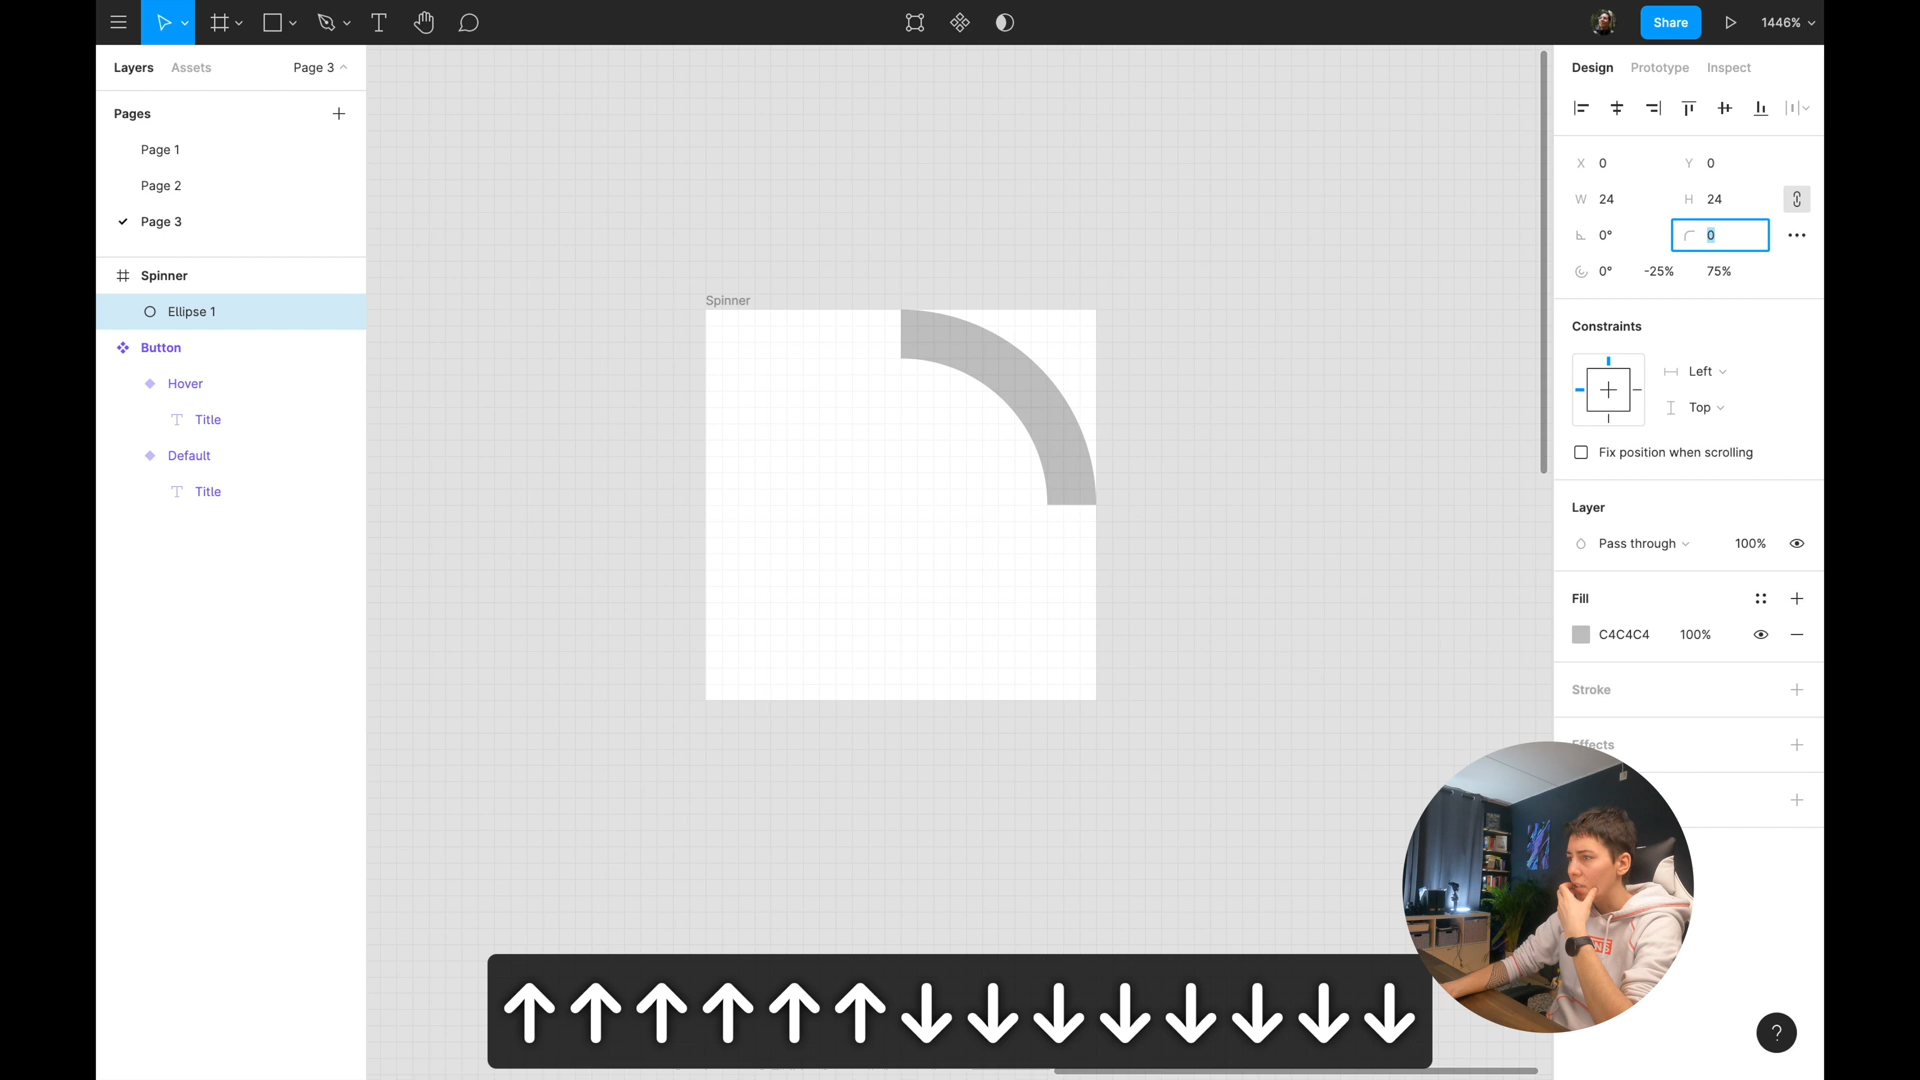 Share
1446%
Layers
Assets
Page 3
Pages
Page 1
Page 2
Page 3
Spinner
Ellipse 1
Button
Hover
Title
Default
Title
Spinner
Design
Prototype
Inspect
X 0
Y 0
W 24
H 24
0°
0
0°
-25%
75%
Constraints
Left
Top
Fix position when scrolling
Layer
Pass through
100%
Fill
C4C4C4
100%
Stroke
Effects
?